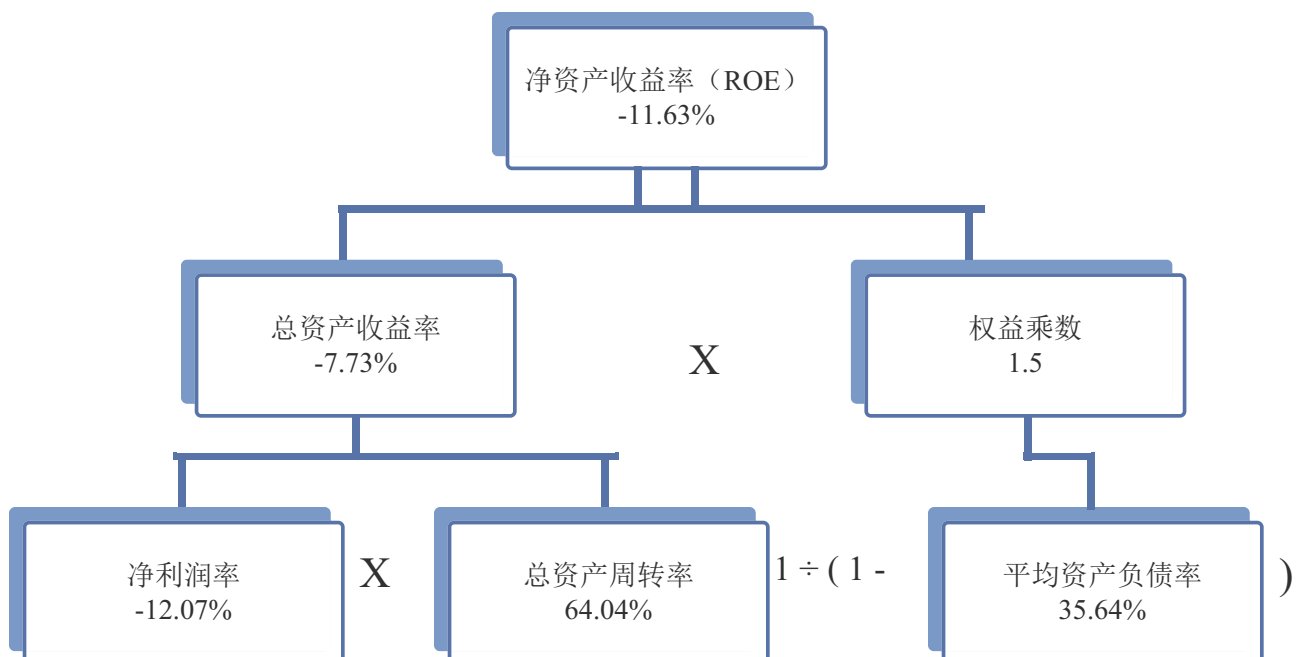 净资产收益率（ROE）
-11.63%
总资产收益率
-7.73%
X
权益乘数
1.5
净利润率
-12.07%
X
总资产周转率
64.04%
1 ÷ ( 1 -
平均资产负债率
35.64%
)